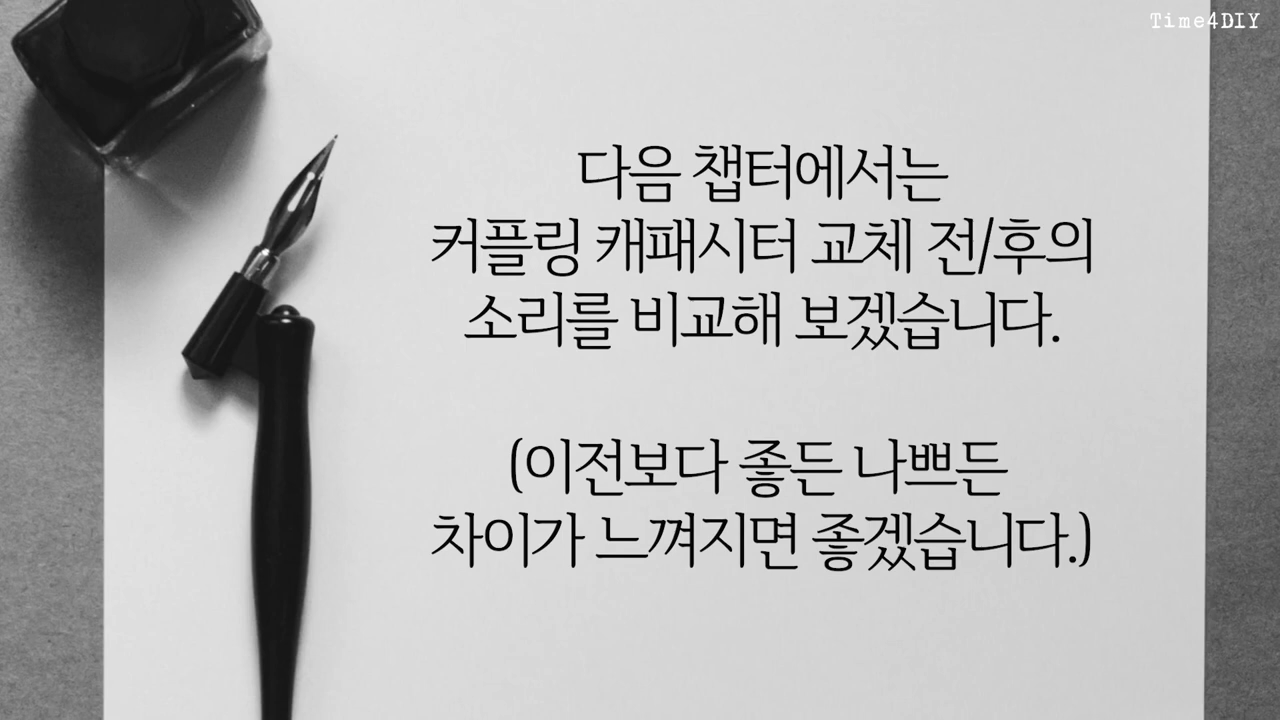 Time4DIY
다음 챕터에서는
커플링 캐패시터 교체 전/후의
소리를 비교해 보겠습니다.
(이전보다 좋든 나쁘든
차이가 느껴지면 좋겠습니다.)